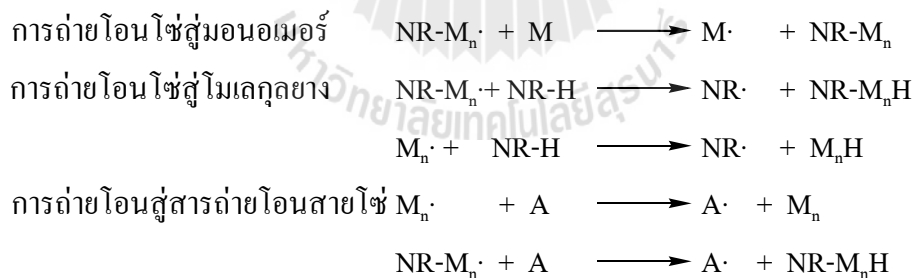 การถ่ายโอนโซ่สู่มอนอเมอร์ NR-Mₙ· + M ⟶ M· + NR-Mₙ
การถ่ายโอนโซ่สู่โมเลกุลยาง NR-Mₙ·+ NR-H ⟶ NR· + NR-MₙH
Mₙ· + NR-H ⟶ NR· + MₙH
การถ่ายโอนสู่สารถ่ายโอนสายโซ่ Mₙ· + A ⟶ A· + Mₙ
NR-Mₙ· + A ⟶ A· + NR-MₙH